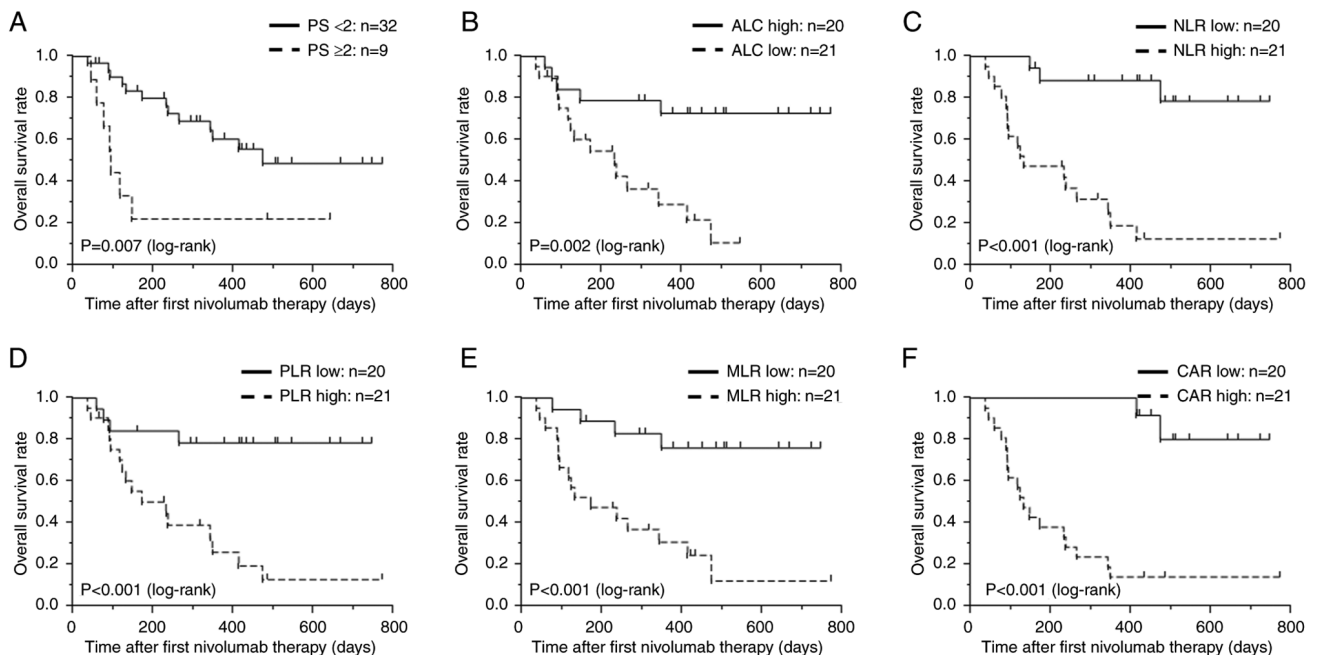 A
PS <2: n=32
PS ≥2: n=9
1.0
0.8
0.6
0.4
0.2
0.0
Overall survival rate
P=0.007 (log-rank)
0 200 400 600 800
Time after first nivolumab therapy (days)
B
ALC high: n=20
ALC low: n=21
1.0
0.8
0.6
0.4
0.2
0.0
Overall survival rate
P=0.002 (log-rank)
0 200 400 600 800
Time after first nivolumab therapy (days)
C
NLR low: n=20
NLR high: n=21
1.0
0.8
0.6
0.4
0.2
0.0
Overall survival rate
P<0.001 (log-rank)
0 200 400 600 800
Time after first nivolumab therapy (days)
D
PLR low: n=20
PLR high: n=21
1.0
0.8
0.6
0.4
0.2
0.0
Overall survival rate
P<0.001 (log-rank)
0 200 400 600 800
Time after first nivolumab therapy (days)
E
MLR low: n=20
MLR high: n=21
1.0
0.8
0.6
0.4
0.2
0.0
Overall survival rate
P<0.001 (log-rank)
0 200 400 600 800
Time after first nivolumab therapy (days)
F
CAR low: n=20
CAR high: n=21
1.0
0.8
0.6
0.4
0.2
0.0
Overall survival rate
P<0.001 (log-rank)
0 200 400 600 800
Time after first nivolumab therapy (days)